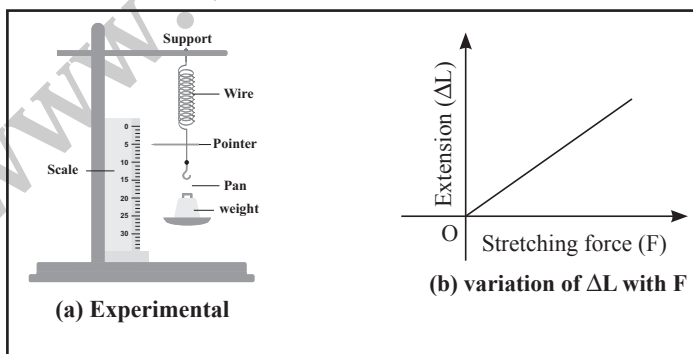 www.
Support
Wire
Pointer
Scale
Pan
weight
0
5
10
15
20
25
30
(a) Experimental
Extension (ΔL)
O
Stretching force (F)
(b) variation of ΔL with F